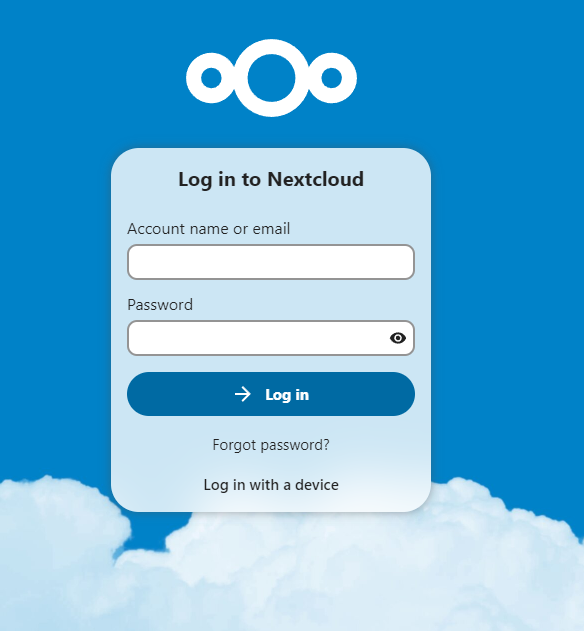 Log in to Nextcloud
Account name or email
Password
Log in
Forgot password?
Log in with a device